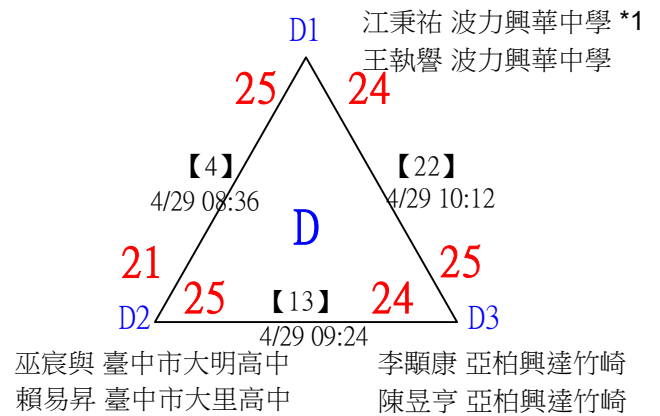 D1
江秉祐 波力興華中學 *1
王執譽 波力興華中學
25
24
【4】
4/29 08:36
【22】
4/29 10:12
D
21
25
25
【13】
24
D2
4/29 09:24
D3
巫宸與 臺中市大明高中
賴易昇 臺中市大里高中
李顒康 亞柏興達竹崎
陳昱亨 亞柏興達竹崎